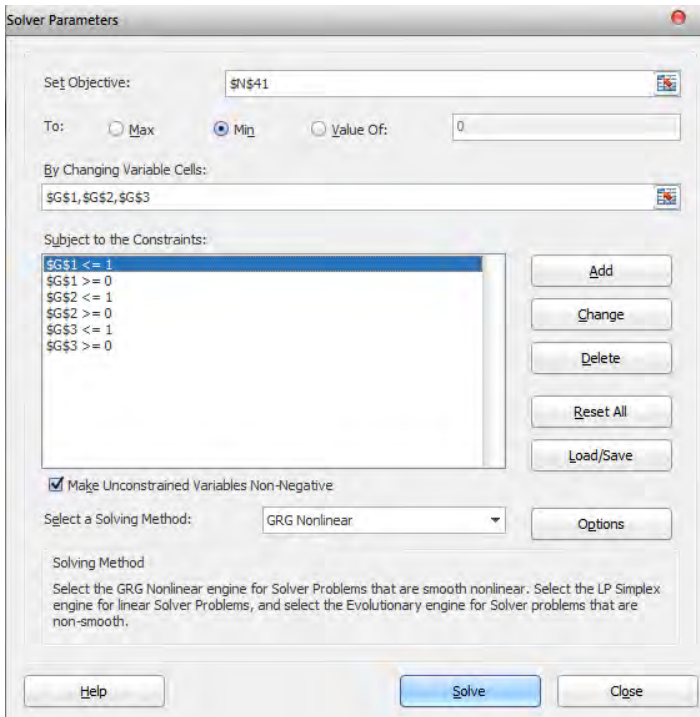 Solver Parameters
Set Objective: $N$41
To: Max Min Value Of: 0
By Changing Variable Cells:
$G$1,$G$2,$G$3
Subject to the Constraints:
$G$1 <= 1
$G$1 >= 0
$G$2 <= 1
$G$2 >= 0
$G$3 <= 1
$G$3 >= 0
Add
Change
Delete
Reset All
Load/Save
Make Unconstrained Variables Non-Negative
Select a Solving Method: GRG Nonlinear Options
Solving Method
Select the GRG Nonlinear engine for Solver Problems that are smooth nonlinear. Select the LP Simplex
engine for linear Solver Problems, and select the Evolutionary engine for Solver problems that are
non-smooth.
Help Solve Close